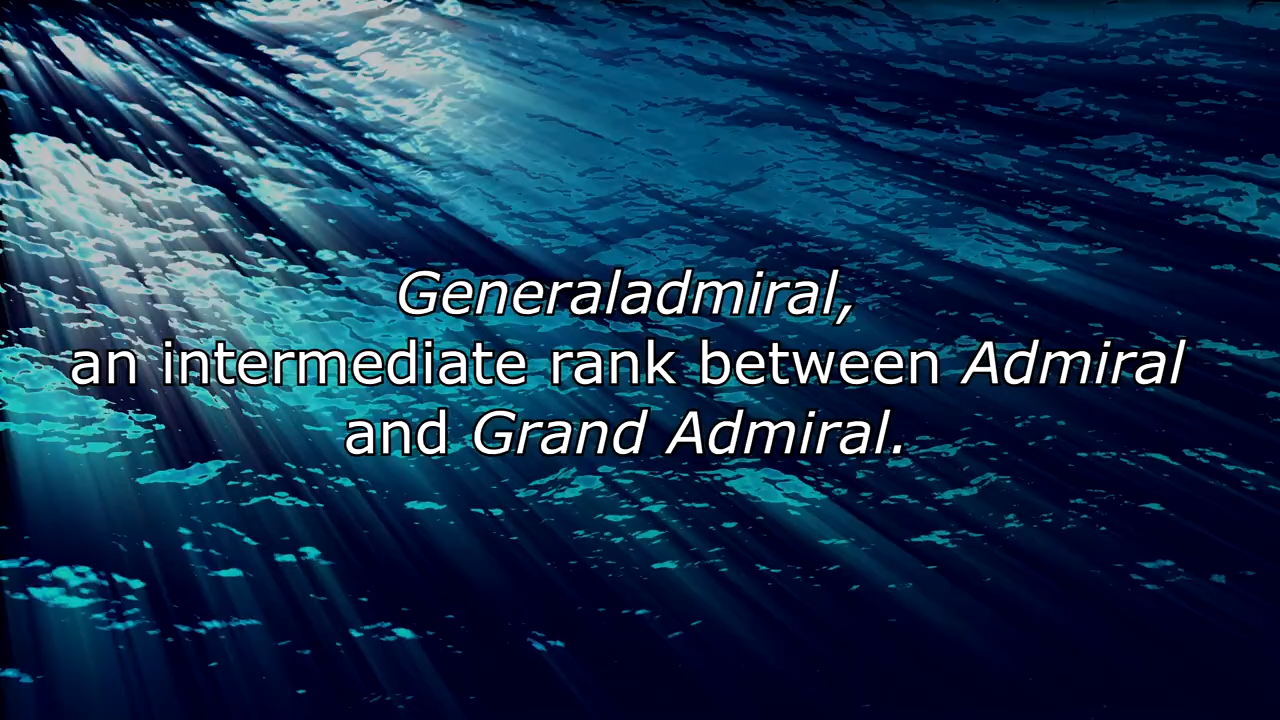 Generaladmiral,
an intermediate rank between Admiral
and Grand Admiral.